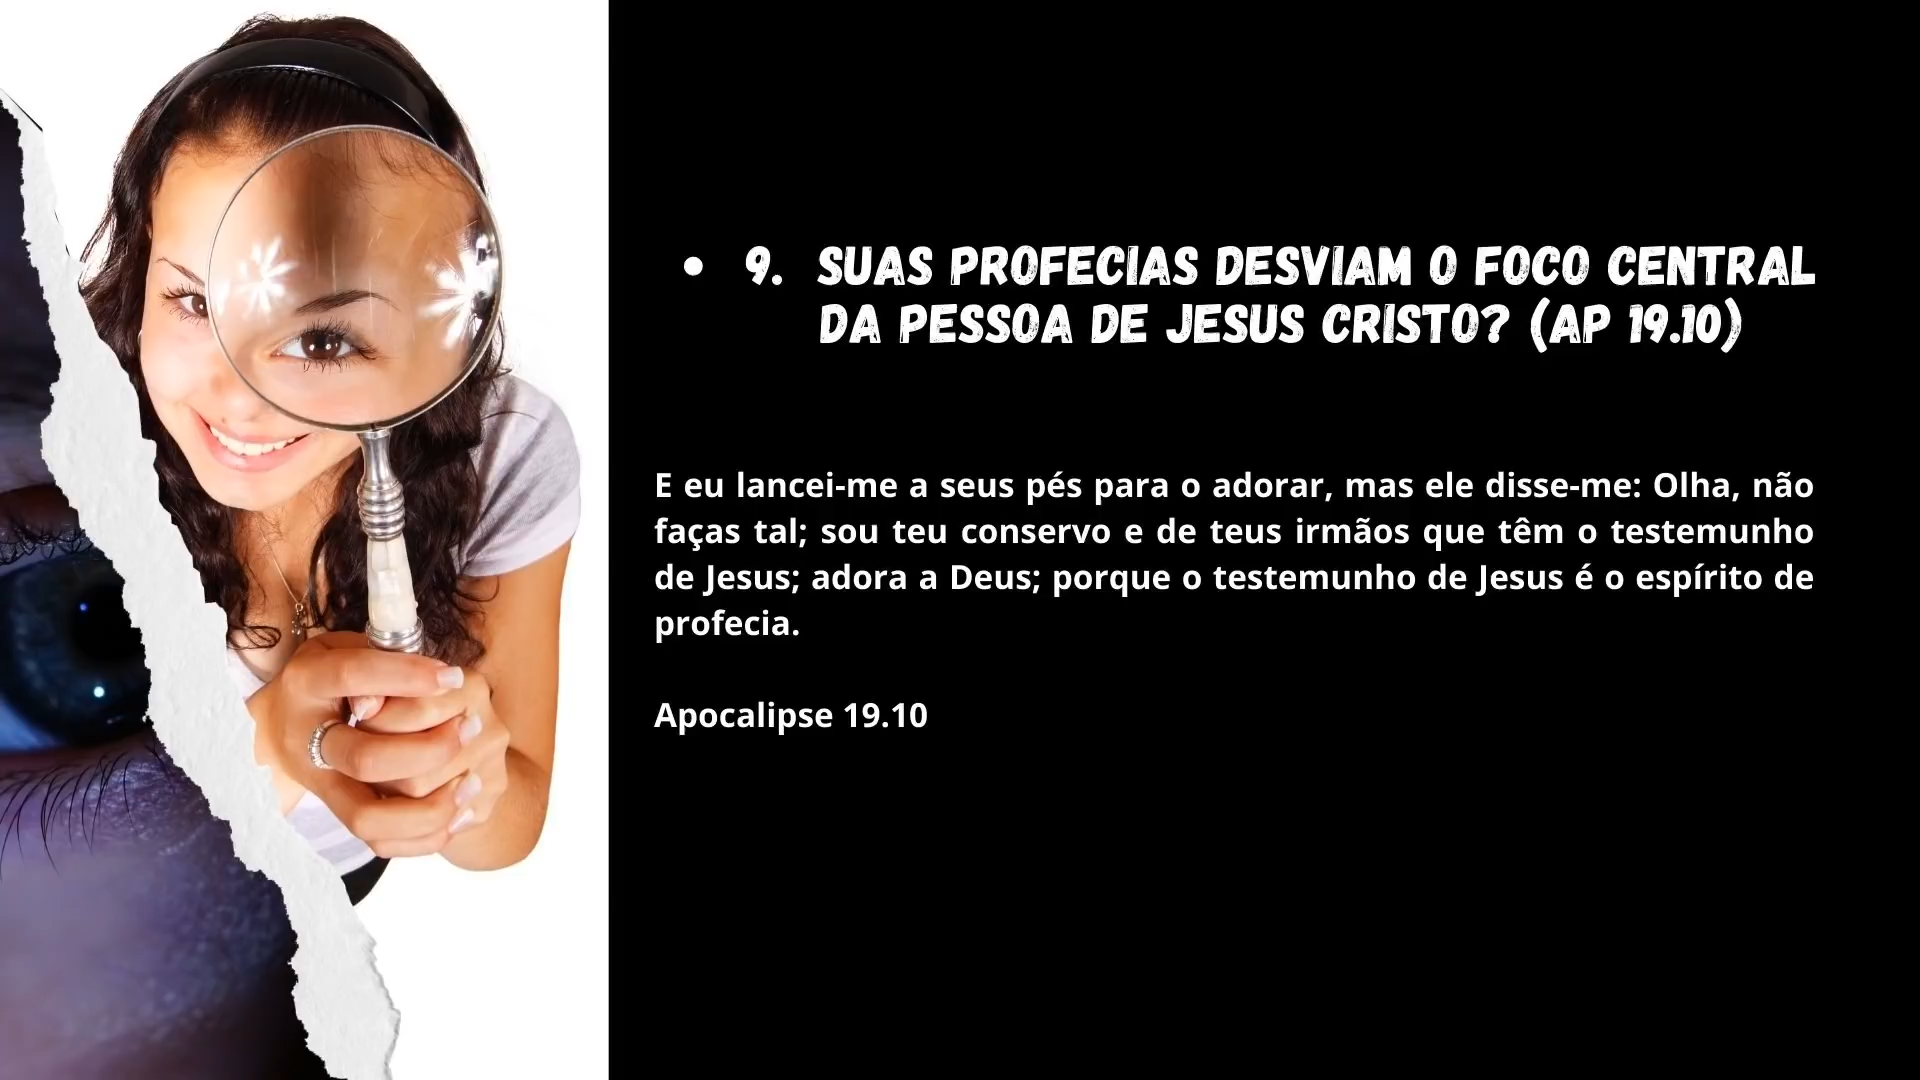 • 9. SUAS PROFECIAS DESVIAM O FOCO CENTRAL
DA PESSOA DE JESUS CRISTO? (AP 19.10)
E eu lancei-me a seus pés para o adorar, mas ele disse-me: Olha, não
faças tal; sou teu conservo e de teus irmãos que têm o testemunho
de Jesus; adora a Deus; porque o testemunho de Jesus é o espírito de
profecia.
Apocalipse 19.10